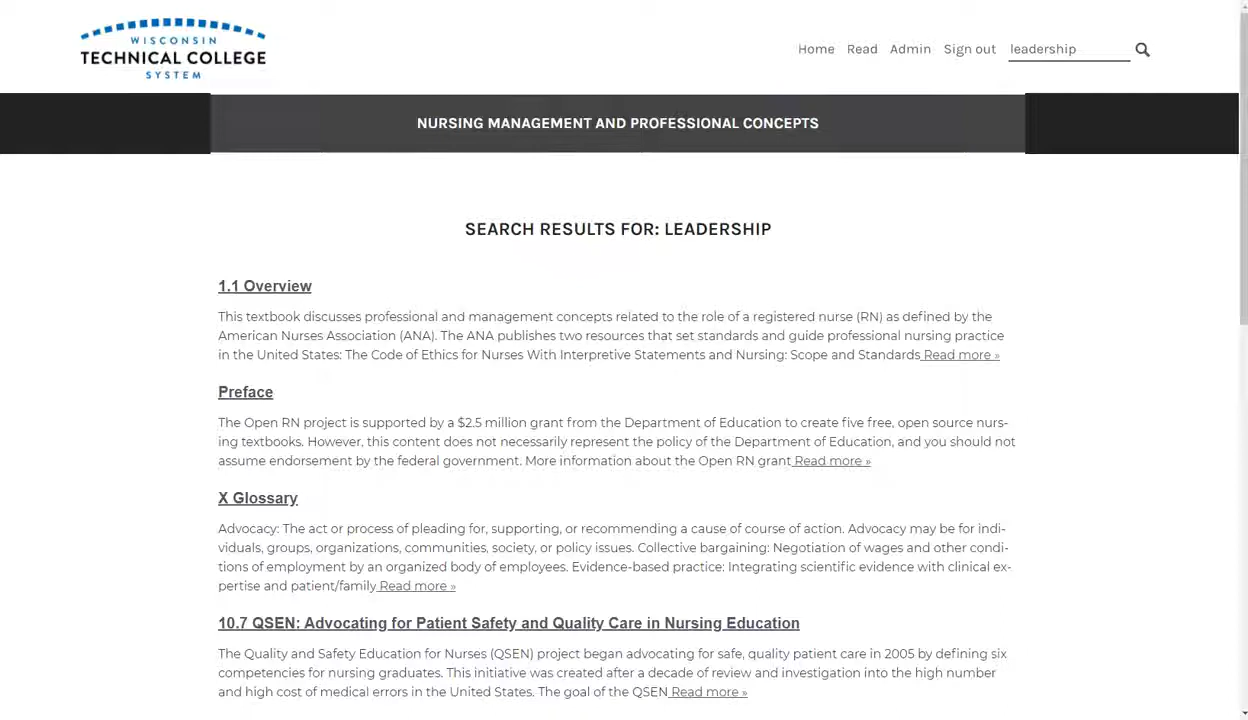 WISCONSIN
TECHNICAL COLLEGE
SYSTEM
Home Read Admin Sign out leadership
NURSING MANAGEMENT AND PROFESSIONAL CONCEPTS
SEARCH RESULTS FOR: LEADERSHIP
1.1 Overview
This textbook discusses professional and management concepts related to the role of a registered nurse (RN) as defined by the
American Nurses Association (ANA). The ANA publishes two resources that set standards and guide professional nursing practice
in the United States: The Code of Ethics for Nurses With Interpretive Statements and Nursing: Scope and Standards Read more »
Preface
The Open RN project is supported by a $2.5 million grant from the Department of Education to create five free, open source nurs-
ing textbooks. However, this content does not necessarily represent the policy of the Department of Education, and you should not
assume endorsement by the federal government. More information about the Open RN grant Read more »
X Glossary
Advocacy: The act or process of pleading for, supporting, or recommending a cause of course of action. Advocacy may be for indi-
viduals, groups, organizations, communities, society, or policy issues. Collective bargaining: Negotiation of wages and other condi-
tions of employment by an organized body of employees. Evidence-based practice: Integrating scientific evidence with clinical ex-
pertise and patient/family Read more »
10.7 QSEN: Advocating for Patient Safety and Quality Care in Nursing Education
The Quality and Safety Education for Nurses (QSEN) project began advocating for safe, quality patient care in 2005 by defining six
competencies for nursing graduates. This initiative was created after a decade of review and investigation into the high number
and high cost of medical errors in the United States. The goal of the QSEN Read more »